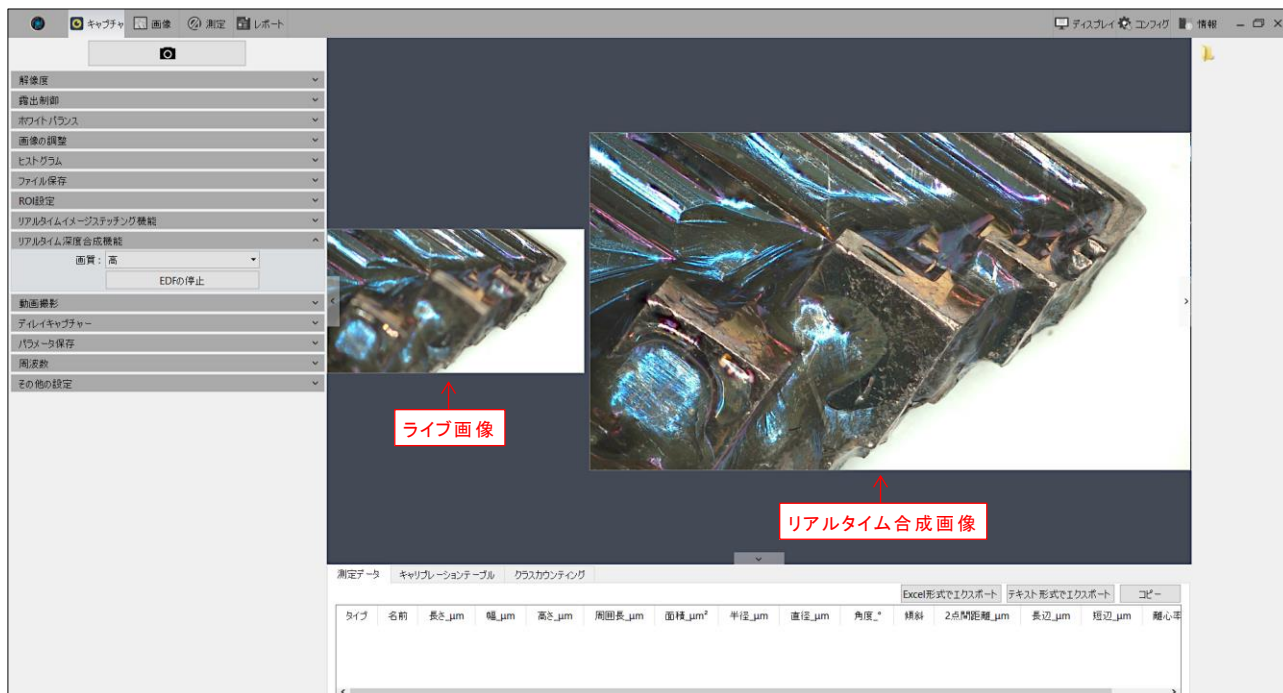 キャプチャ 画像 測定 レポート ディスプレイ コンフィグ 情報
解像度
露出制御
ホワイトバランス
画像の調整
ヒストグラム
ファイル保存
ROI設定
リアルタイムイメージステッチング機能
リアルタイム深度合成機能
画質: 高
EDFの停止
動画撮影
ディレイキャプチャー
パラメータ保存
周波数
その他の設定
ライブ画像
リアルタイム合成画像
測定データ キャリブレーションテーブル クラスカウンティング
Excel形式でエクスポート テキスト形式でエクスポート コピー
タイプ 名前 長さ_μm 幅_μm 高さ_μm 周囲長_μm 面積_μm² 半径_μm 直径_μm 角度_° 傾斜 2点間距離_μm 長辺_μm 短辺_μm 離心率